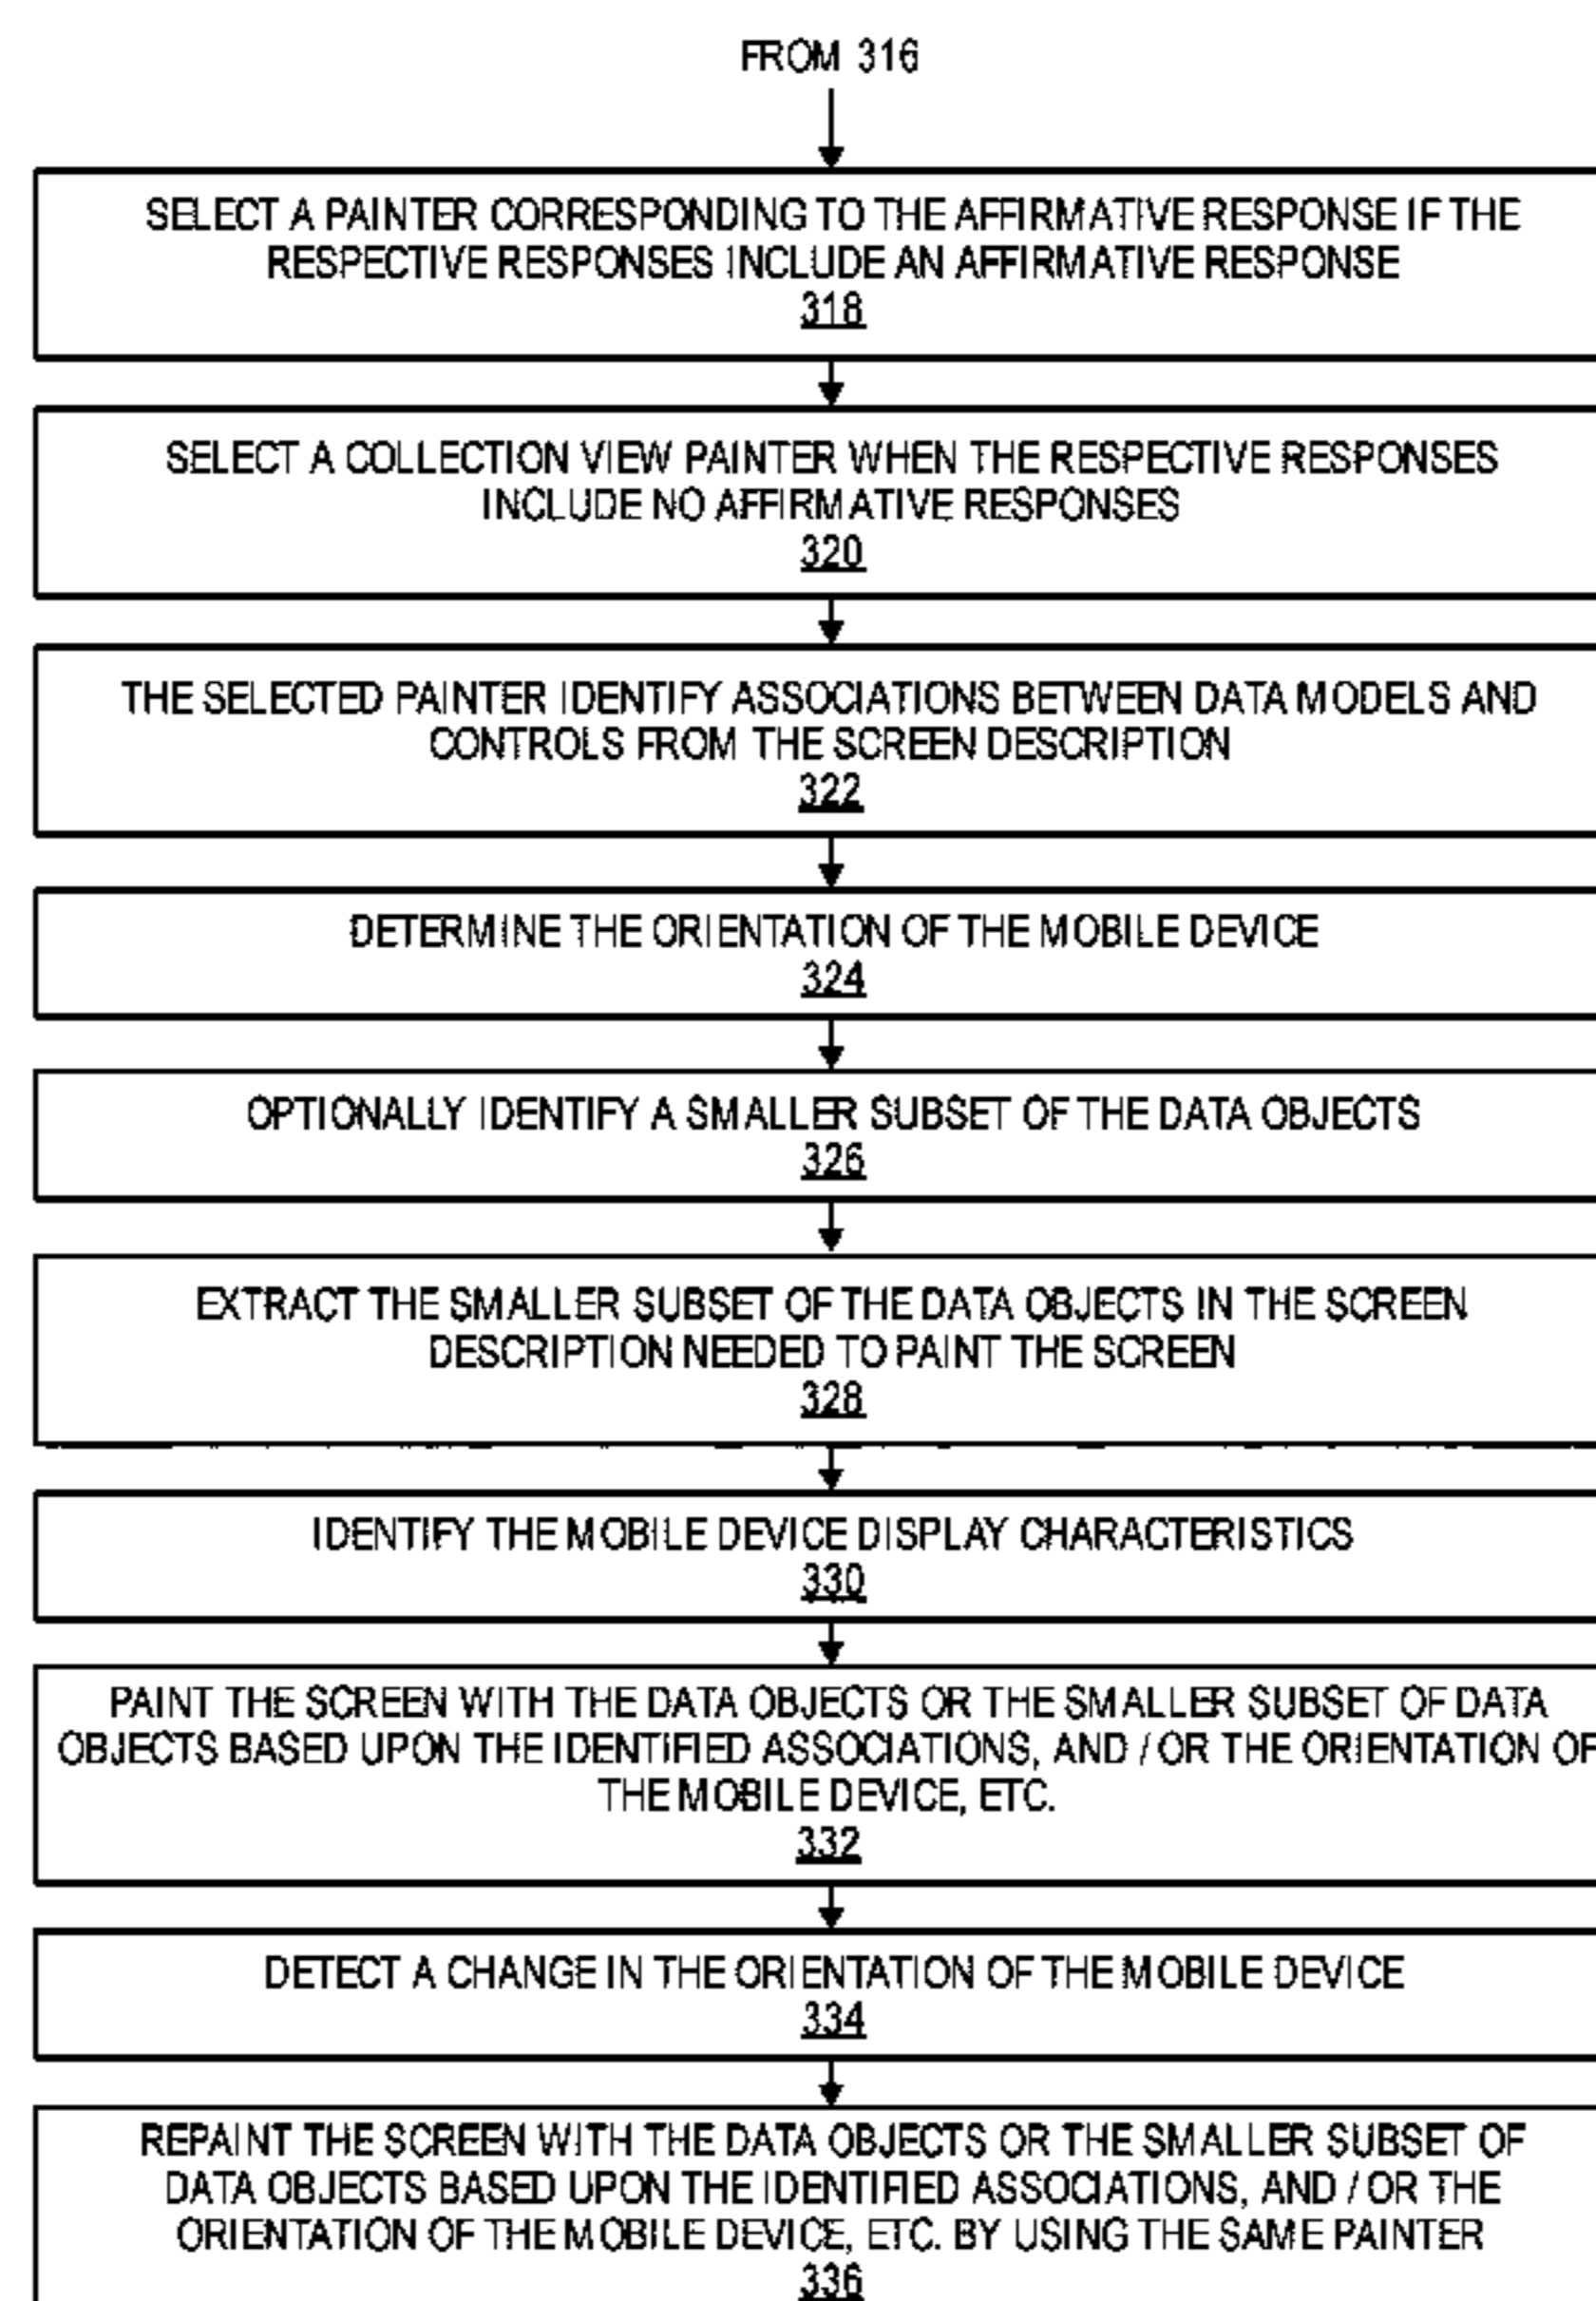 FROM 316
SELECT A PAINTER CORRESPONDING TO THE AFFIRMATIVE RESPONSE IF THE
RESPECTIVE RESPONSES INCLUDE AN AFFIRMATIVE RESPONSE
318
SELECT A COLLECTION VIEW PAINTER WHEN THE RESPECTIVE RESPONSES
INCLUDE NO AFFIRMATIVE RESPONSES
320
THE SELECTED PAINTER IDENTIFY ASSOCIATIONS BETWEEN DATA MODELS AND
CONTROLS FROM THE SCREEN DESCRIPTION
322
DETERMINE THE ORIENTATION OF THE MOBILE DEVICE
324
OPTIONALLY IDENTIFY A SMALLER SUBSET OF THE DATA OBJECTS
326
EXTRACT THE SMALLER SUBSET OF THE DATA OBJECTS IN THE SCREEN
DESCRIPTION NEEDED TO PAINT THE SCREEN
328
IDENTIFY THE MOBILE DEVICE DISPLAY CHARACTERISTICS
330
PAINT THE SCREEN WITH THE DATA OBJECTS OR THE SMALLER SUBSET OF DATA
OBJECTS BASED UPON THE IDENTIFIED ASSOCIATIONS, AND / OR THE ORIENTATION OF
THE MOBILE DEVICE, ETC.
332
DETECT A CHANGE IN THE ORIENTATION OF THE MOBILE DEVICE
334
REPAINT THE SCREEN WITH THE DATA OBJECTS OR THE SMALLER SUBSET OF
DATA OBJECTS BASED UPON THE IDENTIFIED ASSOCIATIONS, AND / OR THE
ORIENTATION OF THE MOBILE DEVICE, ETC. BY USING THE SAME PAINTER
336